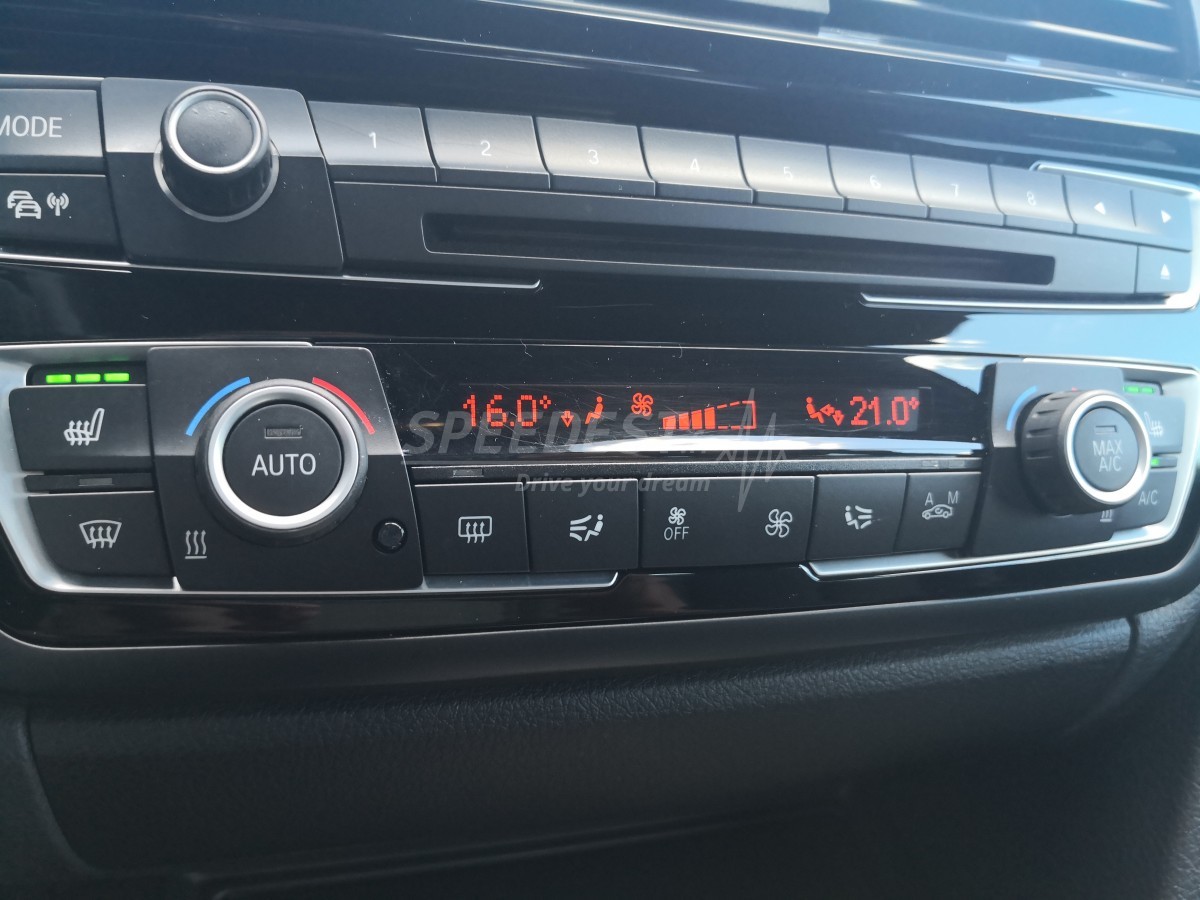 MODE
1 2 3 4 5 6 7 8
16.0° 21.0°
AUTO
MAX
A/C
A M
OFF
A/C
Drive your dream